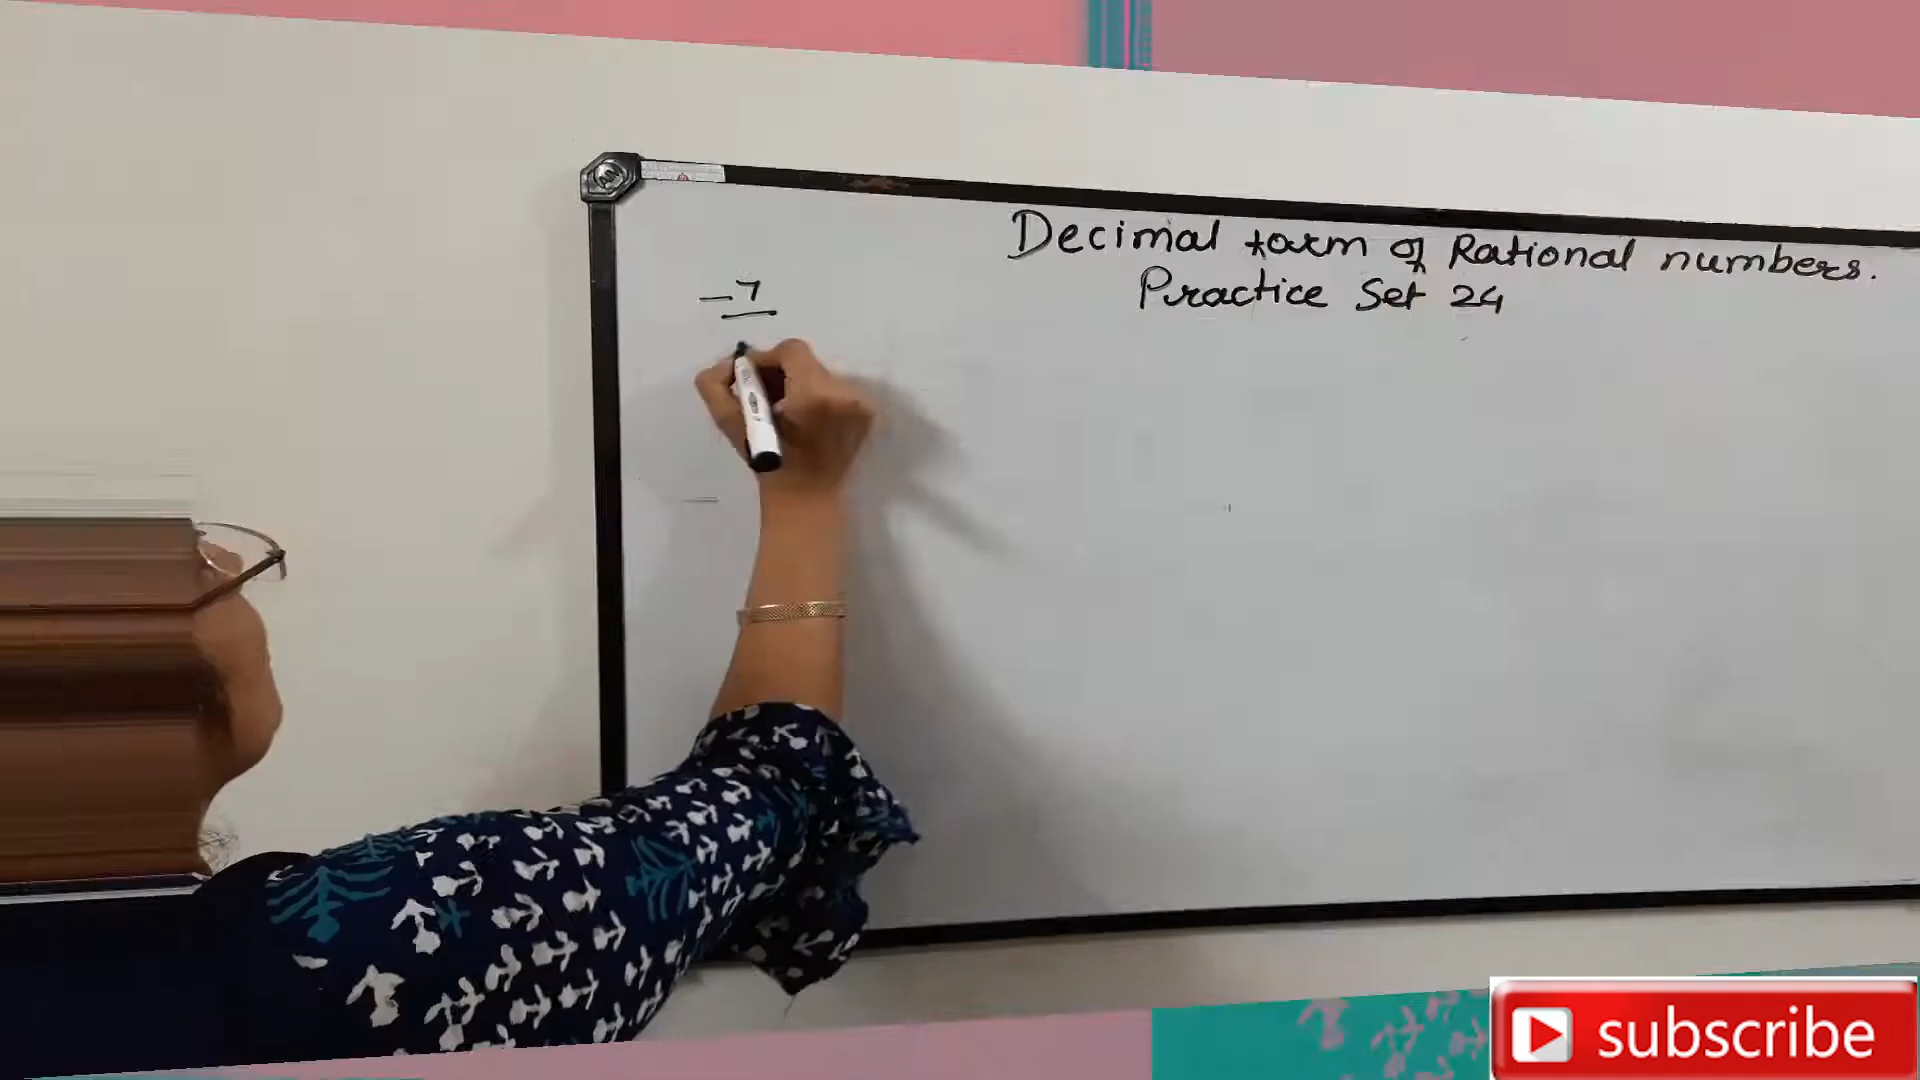 Decimal form of Rational numbers.
Practice Set 24
-7
subscribe